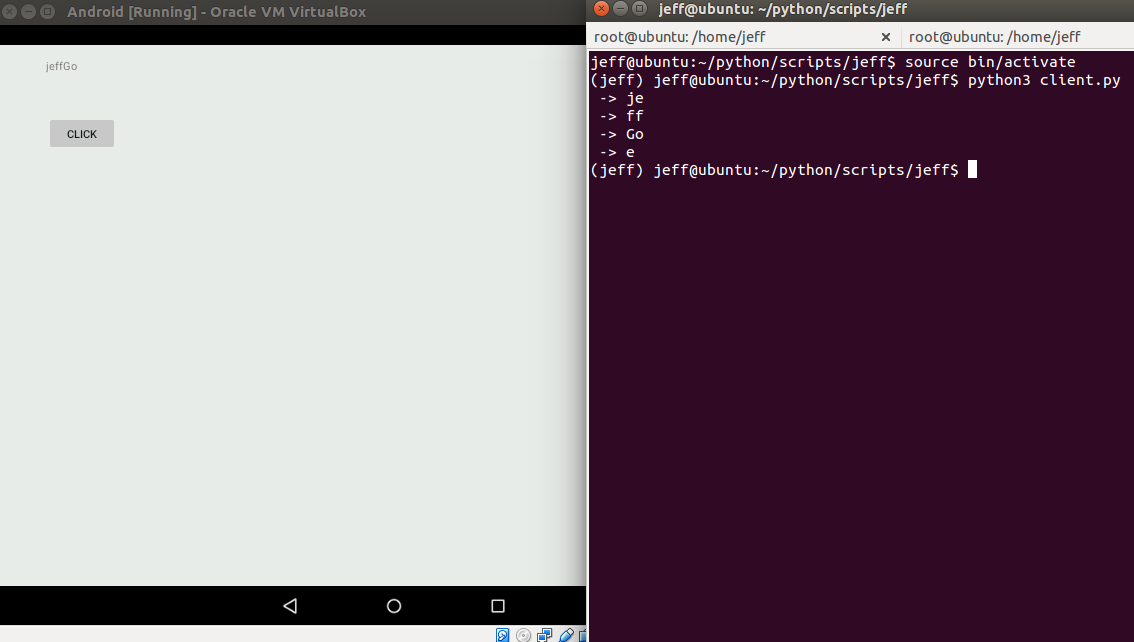 Android [Running] - Oracle VM VirtualBox
jeffGo
CLICK
jeff@ubuntu: ~/python/scripts/jeff
root@ubuntu: /home/jeff
root@ubuntu: /home/jeff
jeff@ubuntu:~/python/scripts/jeff$ source bin/activate
(jeff) jeff@ubuntu:~/python/scripts/jeff$ python3 client.py
-> je
-> ff
-> Go
-> e
(jeff) jeff@ubuntu:~/python/scripts/jeff$